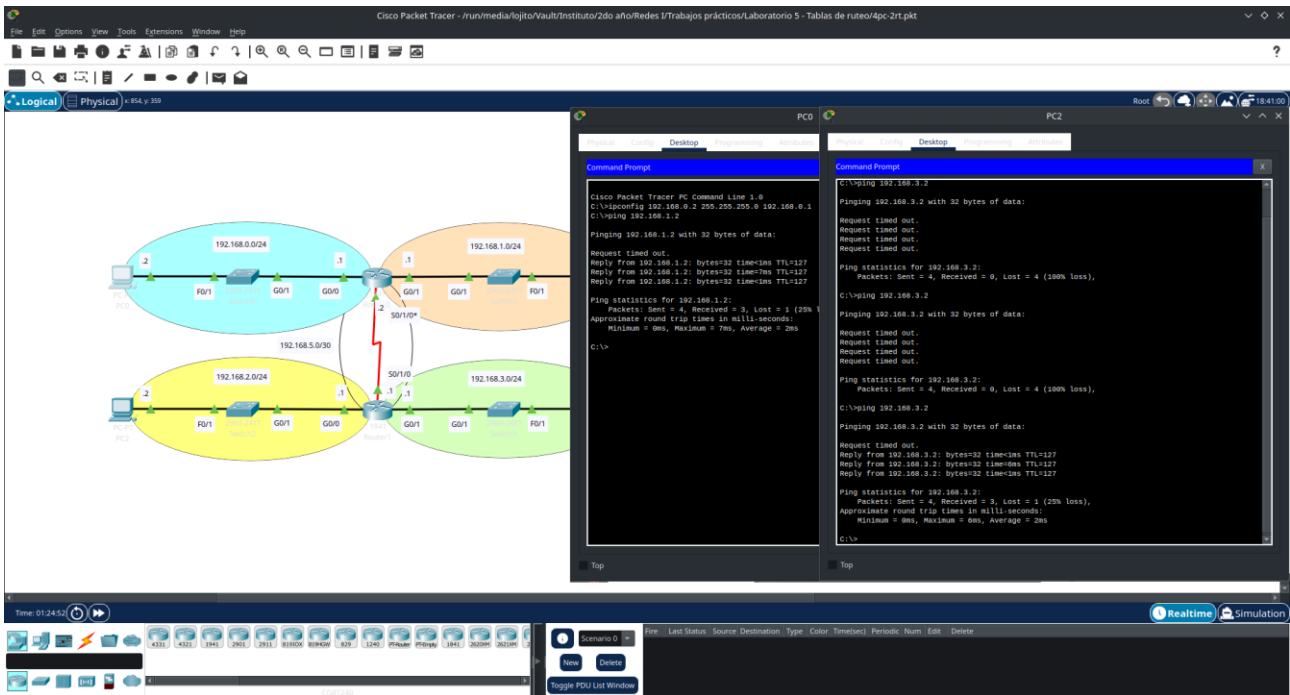 Cisco Packet Tracer - /run/media/lojito/Vault/Instituto/2do año/Redes I/Trabajos prácticos/Laboratorio 5 - Tablas de ruteo/4pc-2rt.pkt
File Edit Options View Tools Extensions Window Help
?
Logical Physical x: 854, y: 359
Root 18:41:00
192.168.0.0/24
.2
.1
F0/1
G0/1
G0/0
PC0
192.168.1.0/24
.1
G0/1
G0/1
F0/1
.2
S0/1/0*
192.168.5.0/30
S0/1/0
.1
192.168.2.0/24
.2
.1
F0/1
G0/1
G0/0
PC-PT
PC2
1941
Router1
192.168.3.0/24
.1
G0/1
G0/1
F0/1
PC0
Physical Config Desktop Programming Attributes
Command Prompt
Cisco Packet Tracer PC Command Line 1.0
C:\>ipconfig 192.168.0.2 255.255.255.0 192.168.0.1
C:\>ping 192.168.1.2
Pinging 192.168.1.2 with 32 bytes of data:
Request timed out.
Reply from 192.168.1.2: bytes=32 time<1ms TTL=127
Reply from 192.168.1.2: bytes=32 time=7ms TTL=127
Reply from 192.168.1.2: bytes=32 time<1ms TTL=127
Ping statistics for 192.168.1.2:
Packets: Sent = 4, Received = 3, Lost = 1 (25% l
Approximate round trip times in milli-seconds:
Minimum = 0ms, Maximum = 7ms, Average = 2ms
C:\>
Top
PC2
Physical Config Desktop Programming Attributes
Command Prompt
X
C:\>ping 192.168.3.2
Pinging 192.168.3.2 with 32 bytes of data:
Request timed out.
Request timed out.
Request timed out.
Request timed out.
Ping statistics for 192.168.3.2:
Packets: Sent = 4, Received = 0, Lost = 4 (100% loss),
C:\>ping 192.168.3.2
Pinging 192.168.3.2 with 32 bytes of data:
Request timed out.
Request timed out.
Request timed out.
Request timed out.
Ping statistics for 192.168.3.2:
Packets: Sent = 4, Received = 0, Lost = 4 (100% loss),
C:\>ping 192.168.3.2
Pinging 192.168.3.2 with 32 bytes of data:
Request timed out.
Reply from 192.168.3.2: bytes=32 time<1ms TTL=127
Reply from 192.168.3.2: bytes=32 time=6ms TTL=127
Reply from 192.168.3.2: bytes=32 time<1ms TTL=127
Ping statistics for 192.168.3.2:
Packets: Sent = 4, Received = 3, Lost = 1 (25% loss),
Approximate round trip times in milli-seconds:
Minimum = 0ms, Maximum = 6ms, Average = 2ms
C:\>
Top
Time: 01:24:52
Realtime Simulation
4331 4321 1941 2901 2911 819IOX 819HGW 829 1240 PT-Router PT-Empty 1841 2620XM 2621XM
CGR1240
Scenario 0
New Delete
Toggle PDU List Window
Fire Last Status Source Destination Type Color Time(sec) Periodic Num Edit Delete